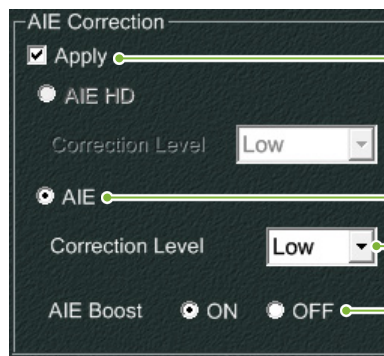 AIE Correction
Apply
AIE HD
Correction Level Low
AIE
Correction Level Low
AIE Boost ON OFF